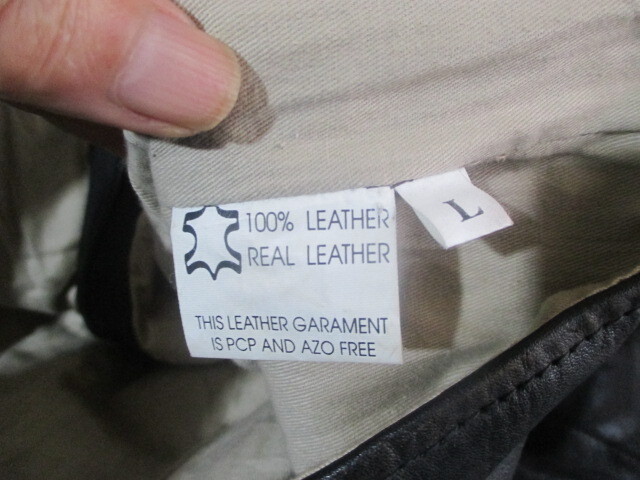 100% LEATHER
REAL LEATHER
THIS LEATHER GARAMENT
IS PCP AND AZO FREE
L